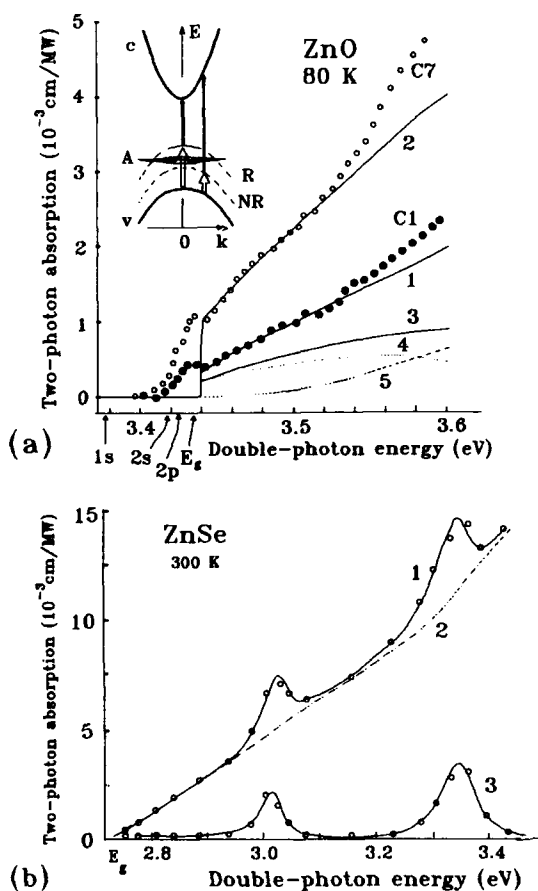 Two-photon absorption (10⁻³cm/MW)
5
4
3
2
1
0
ZnO
80 K
c
E
A
R
NR
v
0
k
C7
2
C1
1
3
4
5
3.4
3.5
3.6
1s
2s
2p
E_g
Double-photon energy (eV)
(a)
Two-photon absorption (10⁻³cm/MW)
15
10
5
0
ZnSe
300 K
1
2
3
E_g
2.8
3.0
3.2
3.4
Double-photon energy (eV)
(b)